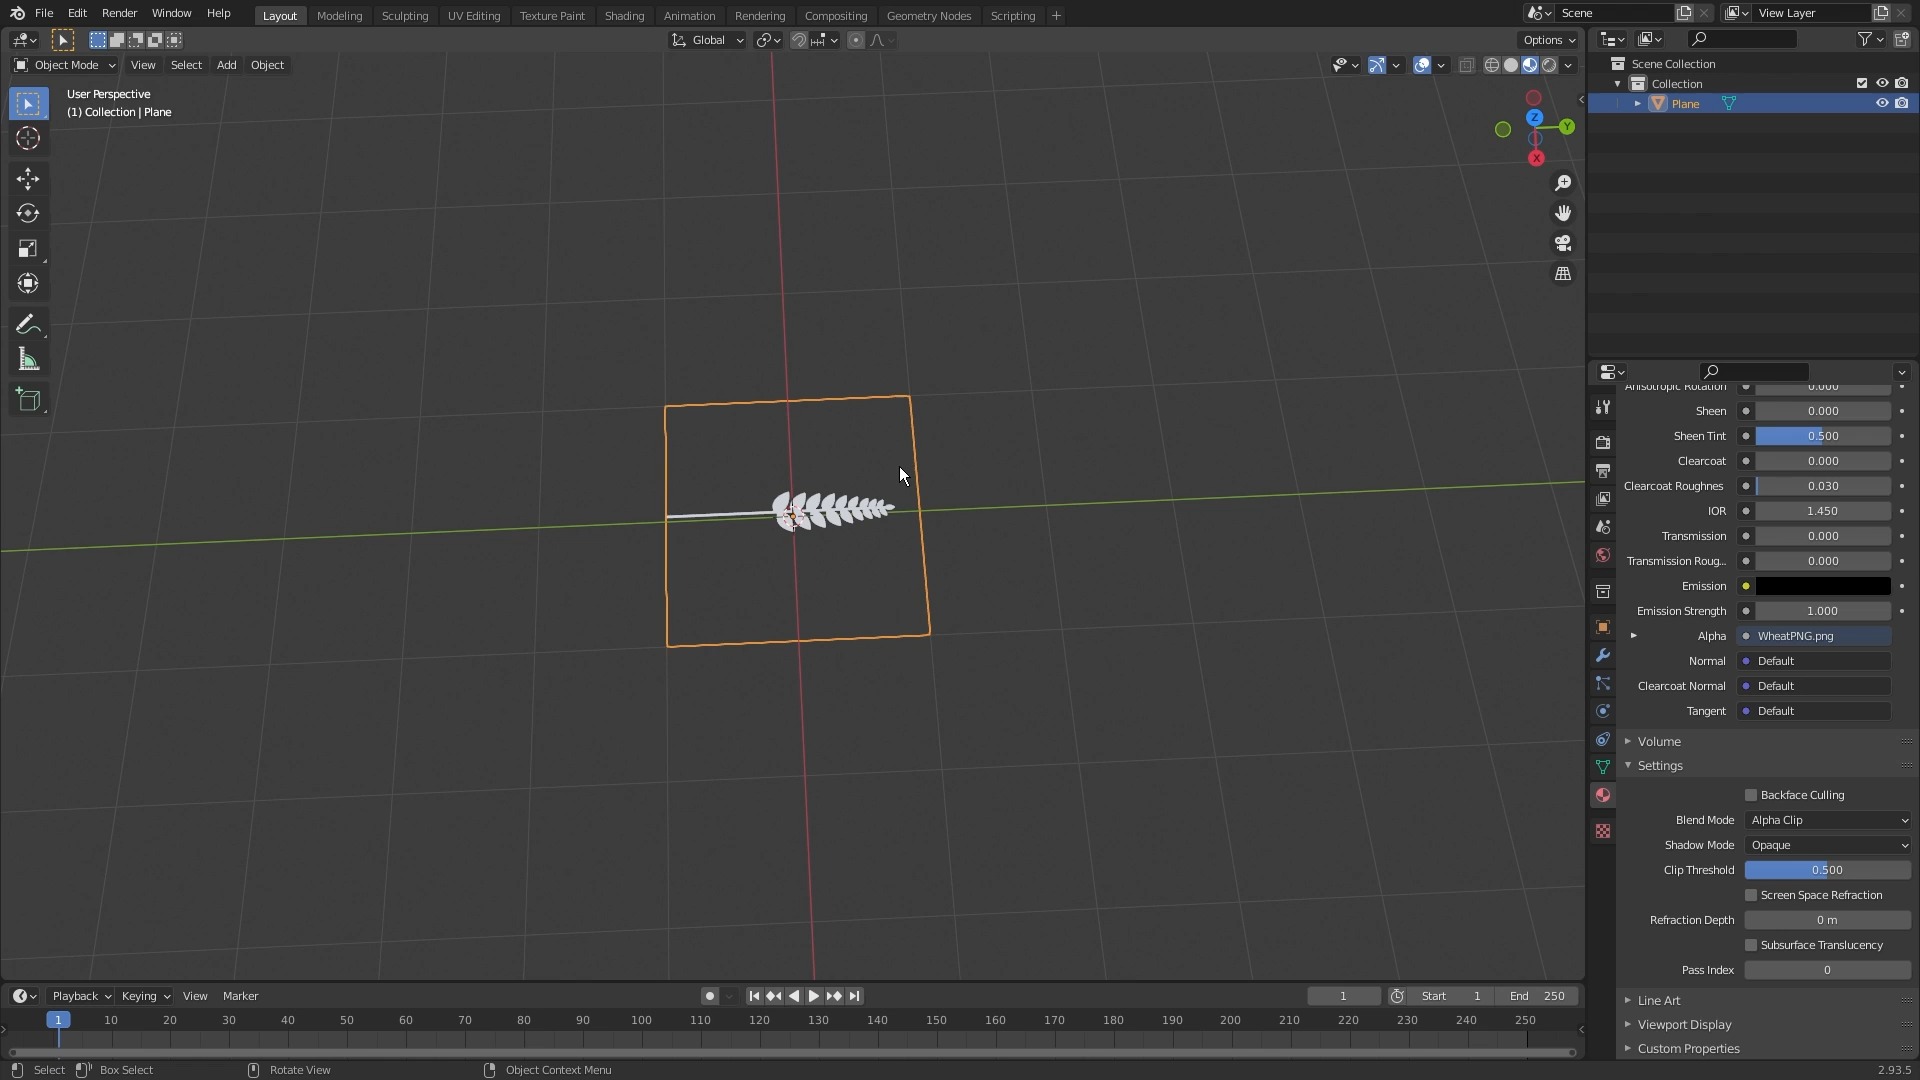 File Edit Render Window Help Layout Modeling Sculpting UV Editing Texture Paint Shading Animation Rendering Compositing Geometry Nodes Scripting + Scene View Layer
Global Options
Object Mode View Select Add Object
User Perspective
(1) Collection | Plane
Z
Y
X
Scene Collection
Collection
Plane
Anisotropic Rotation 0.000
Sheen 0.000
Sheen Tint 0.500
Clearcoat 0.000
Clearcoat Roughnes 0.030
IOR 1.450
Transmission 0.000
Transmission Roug... 0.000
Emission
Emission Strength 1.000
Alpha WheatPNG.png
Normal Default
Clearcoat Normal Default
Tangent Default
Volume
Settings
Backface Culling
Blend Mode Alpha Clip
Shadow Mode Opaque
Clip Threshold 0.500
Screen Space Refraction
Refraction Depth 0 m
Subsurface Translucency
Pass Index 0
Line Art
Viewport Display
Custom Properties
Playback Keying View Marker 1 Start 1 End 250
1 10 20 30 40 50 60 70 80 90 100 110 120 130 140 150 160 170 180 190 200 210 220 230 240 250
Select Box Select Rotate View Object Context Menu 2.93.5